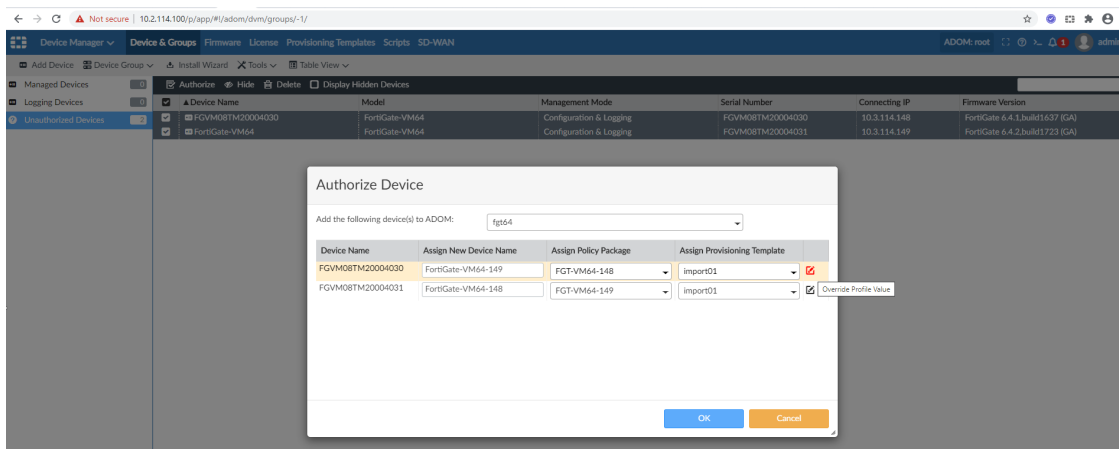 Not secure | 10.2.114.100/p/app/#!/adom/dvm/groups/-1/
Device Manager Device & Groups Firmware License Provisioning Templates Scripts SD-WAN ADOM: root 1 admin
Add Device Device Group Install Wizard Tools Table View
Managed Devices 0
Logging Devices 0
Unauthorized Devices 2
Authorize Hide Delete Display Hidden Devices
Device Name Model Management Mode Serial Number Connecting IP Firmware Version
FGVM08TM20004030 FortiGate-VM64 Configuration & Logging FGVM08TM20004030 10.3.114.148 FortiGate 6.4.1,build1637 (GA)
FortiGate-VM64 FortiGate-VM64 Configuration & Logging FGVM08TM20004031 10.3.114.149 FortiGate 6.4.2,build1723 (GA)
Authorize Device
Add the following device(s) to ADOM: fgt64
Device Name Assign New Device Name Assign Policy Package Assign Provisioning Template
FGVM08TM20004030 FortiGate-VM64-149 FGT-VM64-148 import01
FGVM08TM20004031 FortiGate-VM64-148 FGT-VM64-149 import01
Override Profile Value
OK Cancel